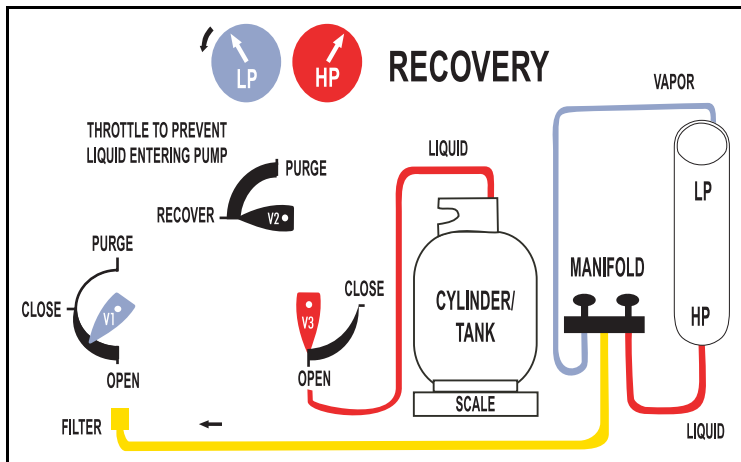 LP
HP
RECOVERY
VAPOR
THROTTLE TO PREVENT
LIQUID ENTERING PUMP
LIQUID
PURGE
RECOVER
V2
LP
PURGE
MANIFOLD
CLOSE
CLOSE
V1
V3
CYLINDER/
TANK
HP
OPEN
OPEN
SCALE
FILTER
LIQUID